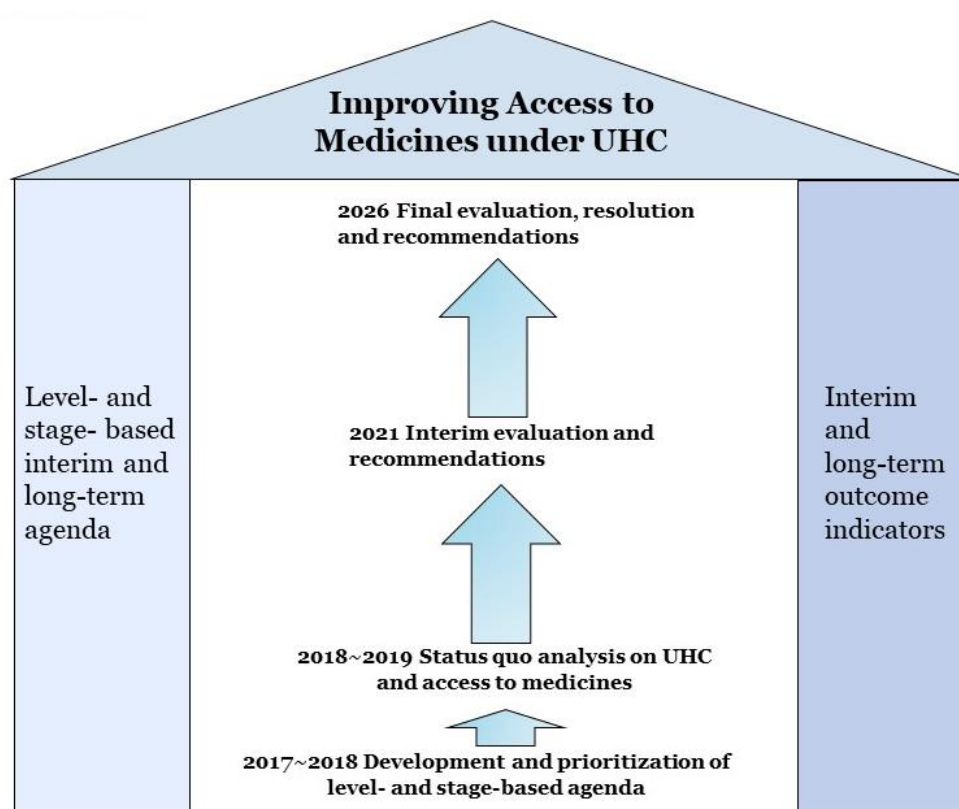 Improving Access to
Medicines under UHC
2026 Final evaluation, resolution
and recommendations
Level- and
stage- based
interim and
long-term
agenda
2021 Interim evaluation and
recommendations
Interim
and
long-term
outcome
indicators
2018~2019 Status quo analysis on UHC
and access to medicines
2017~2018 Development and prioritization of
level- and stage-based agenda